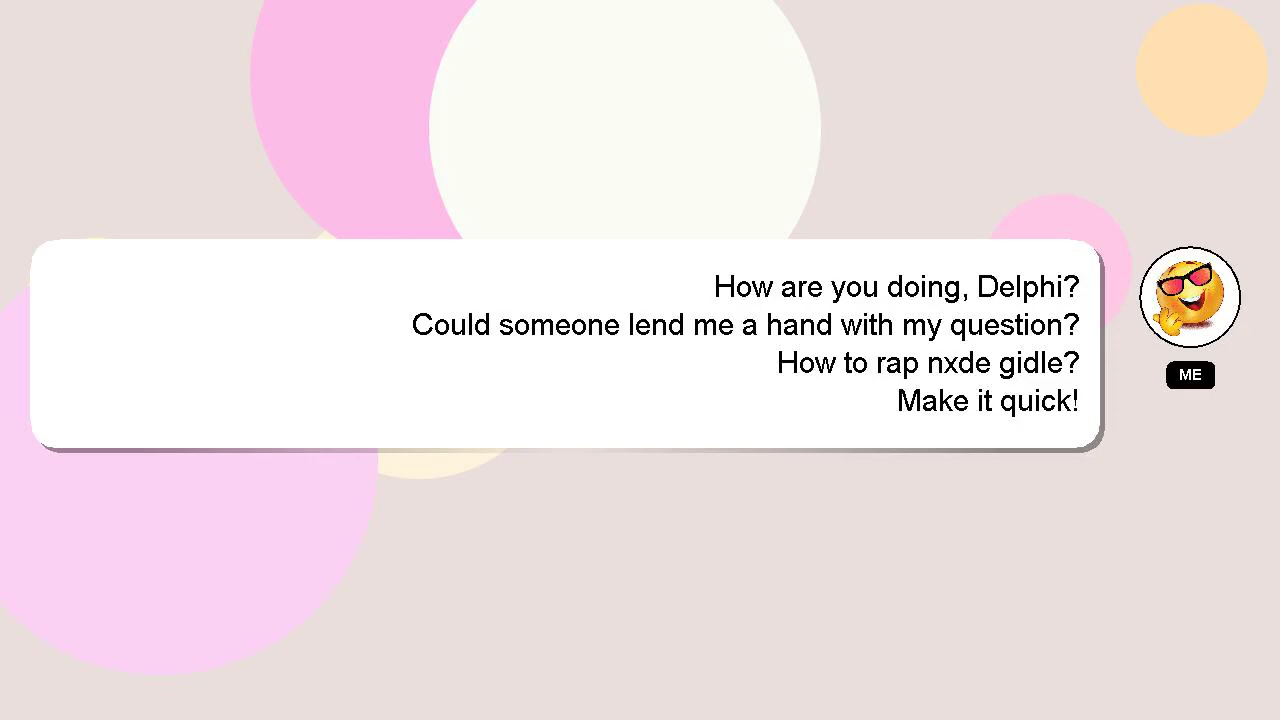 How are you doing, Delphi?
Could someone lend me a hand with my question?
How to rap nxde gidle?
Make it quick!
ME